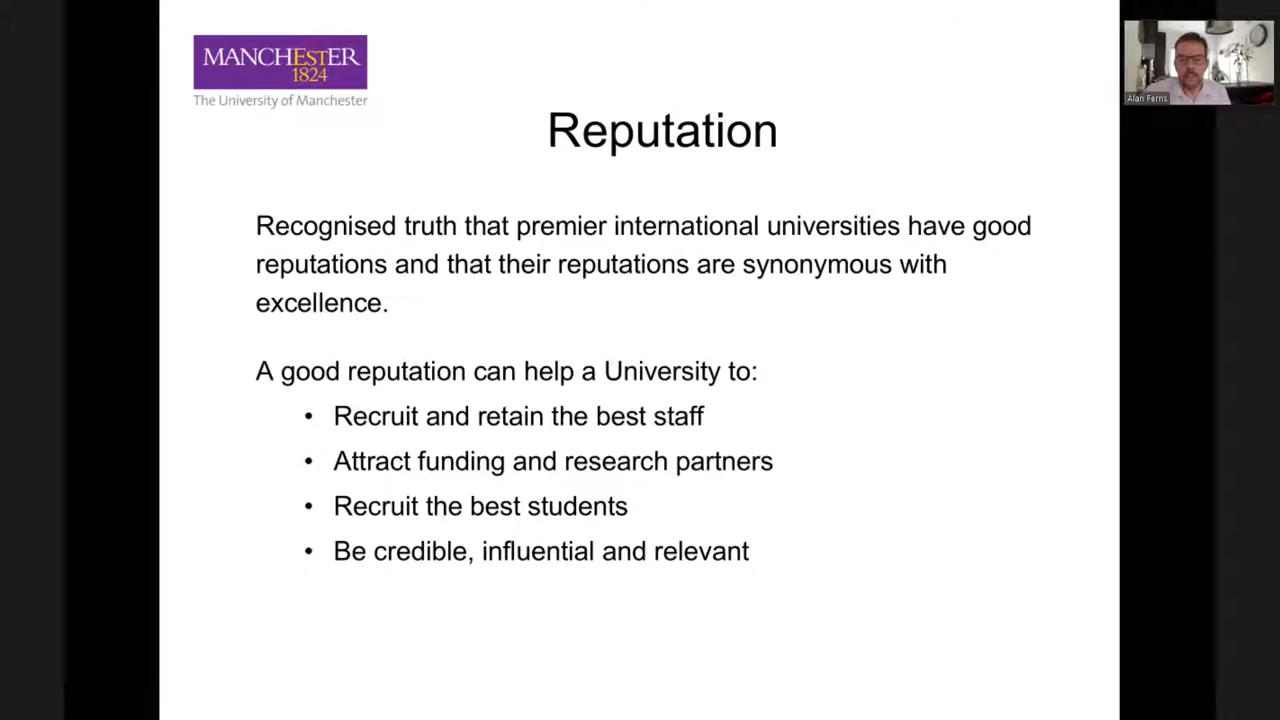 MANCHESTER
1824
The University of Manchester
Alan Ferns
Reputation
Recognised truth that premier international universities have good
reputations and that their reputations are synonymous with
excellence.
A good reputation can help a University to:
• Recruit and retain the best staff
• Attract funding and research partners
• Recruit the best students
• Be credible, influential and relevant